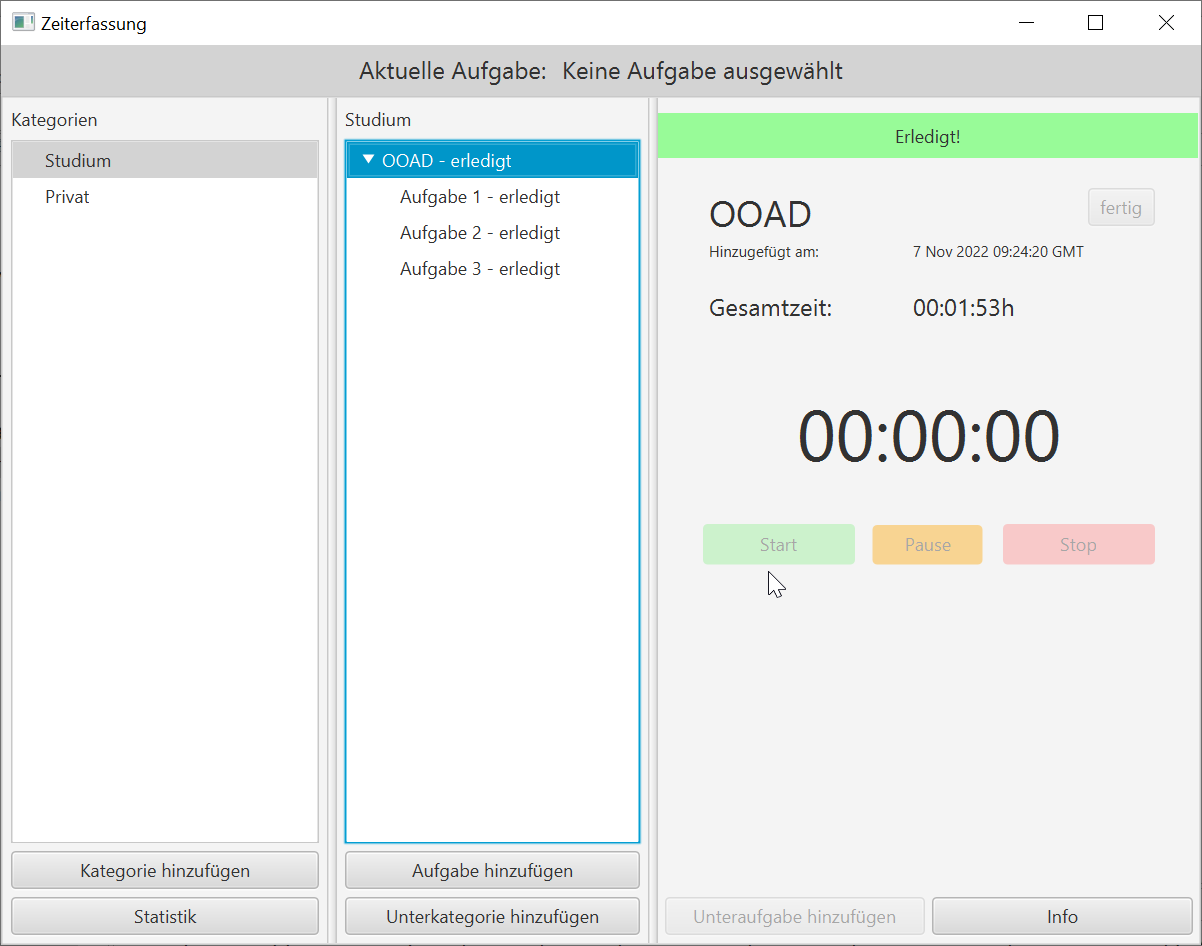 Zeiterfassung
Aktuelle Aufgabe: Keine Aufgabe ausgewählt
Kategorien
Studium
Privat
Kategorie hinzufügen
Statistik
Studium
OOAD - erledigt
Aufgabe 1 - erledigt
Aufgabe 2 - erledigt
Aufgabe 3 - erledigt
Aufgabe hinzufügen
Unterkategorie hinzufügen
Erledigt!
OOAD
fertig
Hinzugefügt am: 7 Nov 2022 09:24:20 GMT
Gesamtzeit: 00:01:53h
00:00:00
Start Pause Stop
Unteraufgabe hinzufügen Info